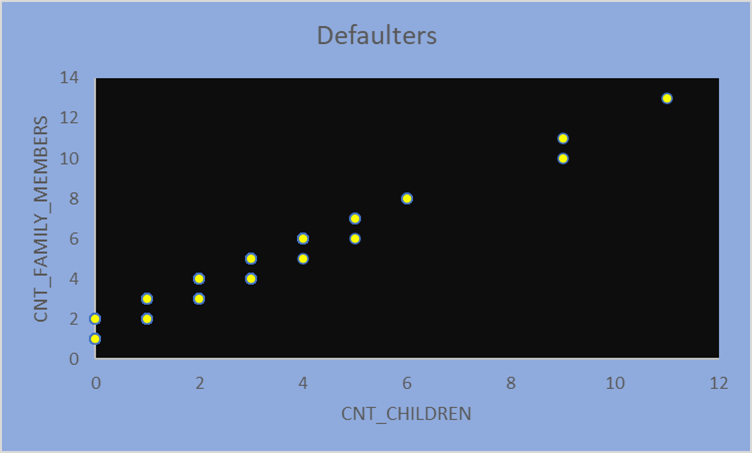 Defaulters
CNT_FAMILY_MEMBERS
14
12
10
8
6
4
2
0
0 2 4 6 8 10 12
CNT_CHILDREN